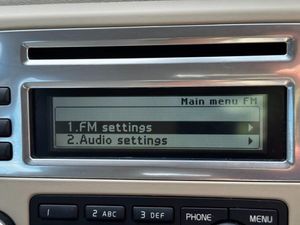 Main menu FM
1.FM settings
2.Audio settings
1 2 ABC 3 DEF PHONE MENU